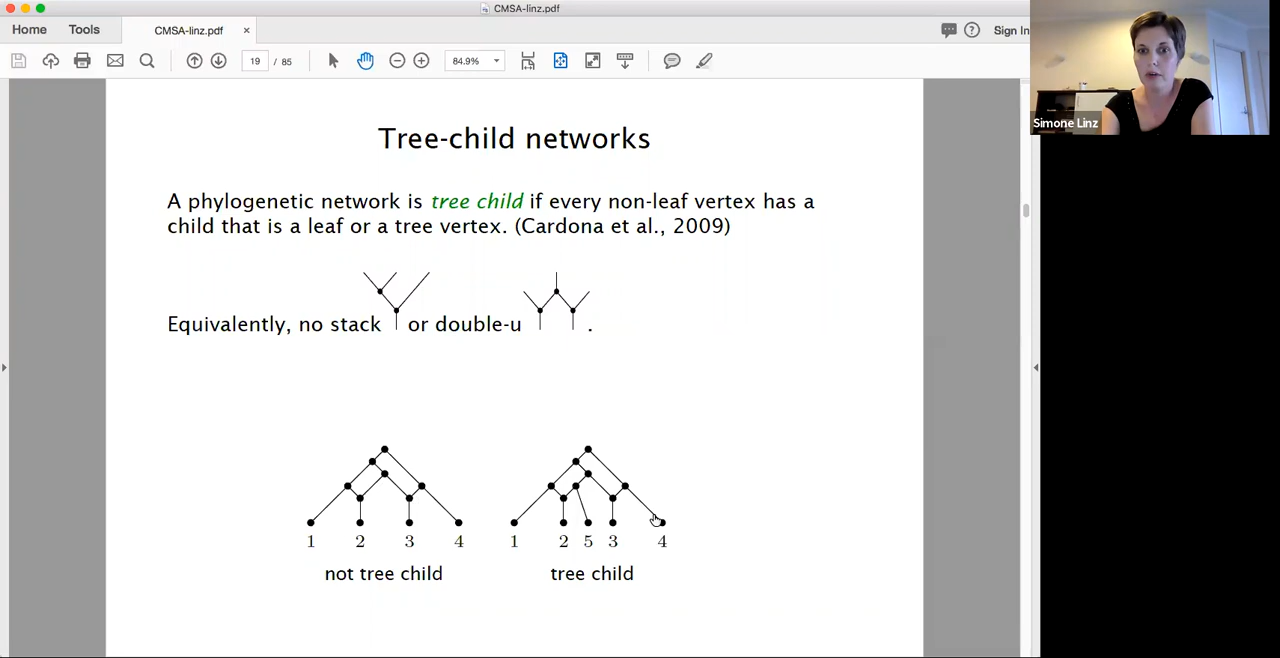 CMSA-linz.pdf
Home Tools CMSA-linz.pdf × Sign In
19 / 85 84.9%
Simone Linz
Tree-child networks
A phylogenetic network is tree child if every non-leaf vertex has a
child that is a leaf or a tree vertex. (Cardona et al., 2009)
Equivalently, no stack or double-u .
1 2 3 4 1 2 5 3 4
not tree child tree child